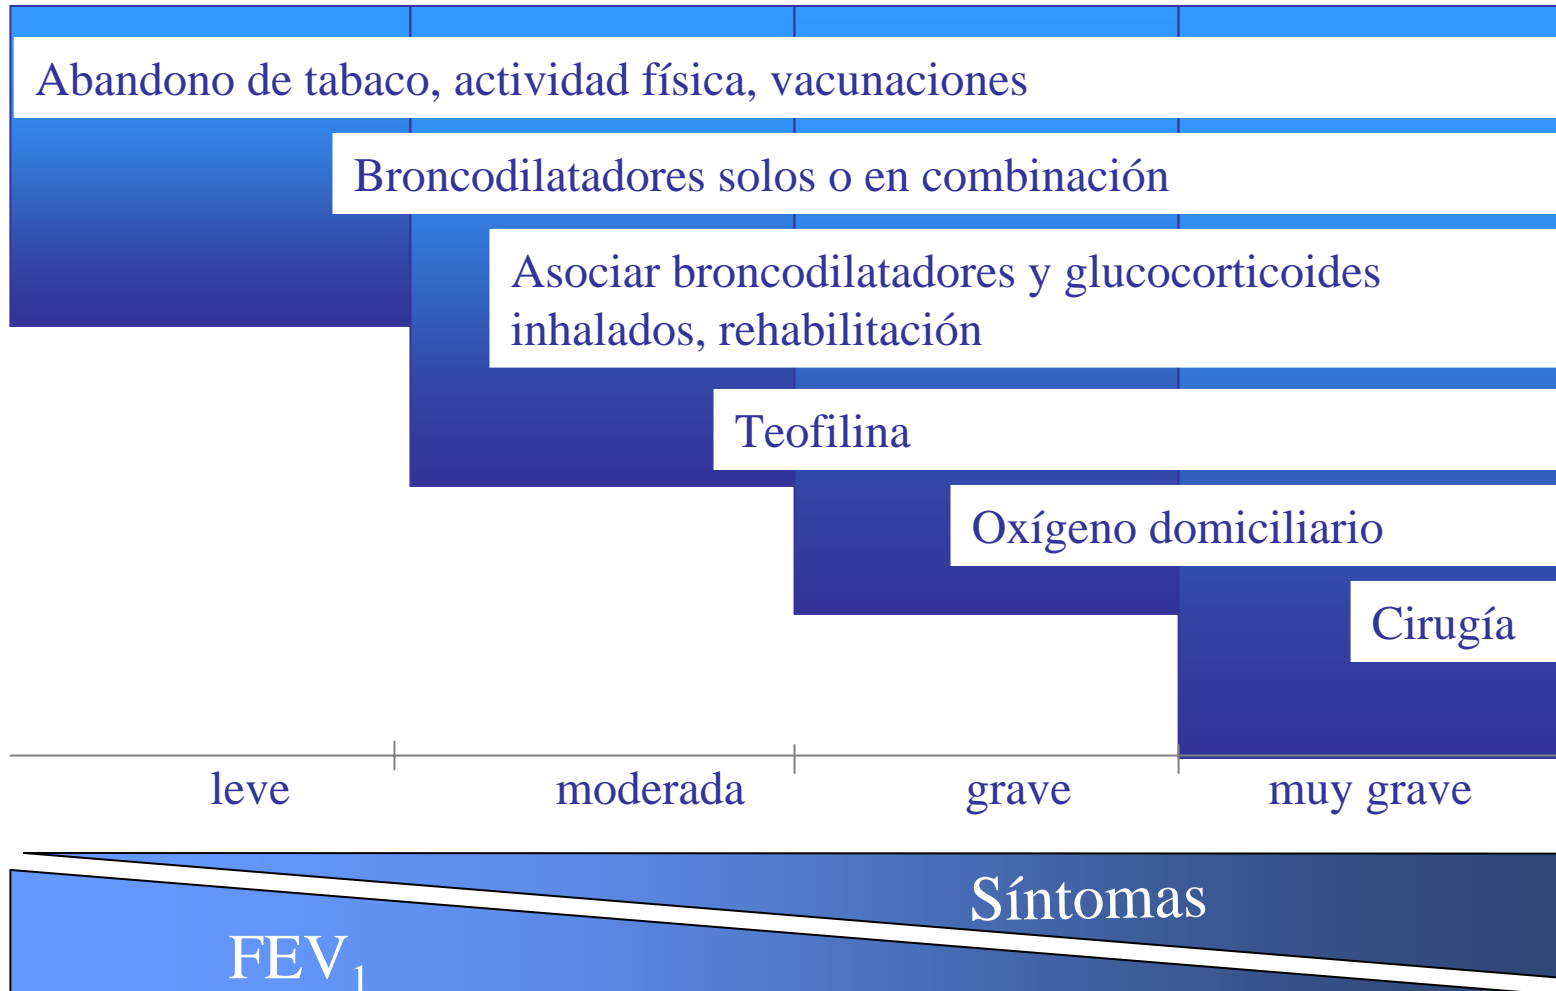 Abandono de tabaco, actividad física, vacunaciones
Broncodilatadores solos o en combinación
Asociar broncodilatadores y glucocorticoides
inhalados, rehabilitación
Teofilina
Oxígeno domiciliario
Cirugía
leve moderada grave muy grave
Síntomas
FEV1